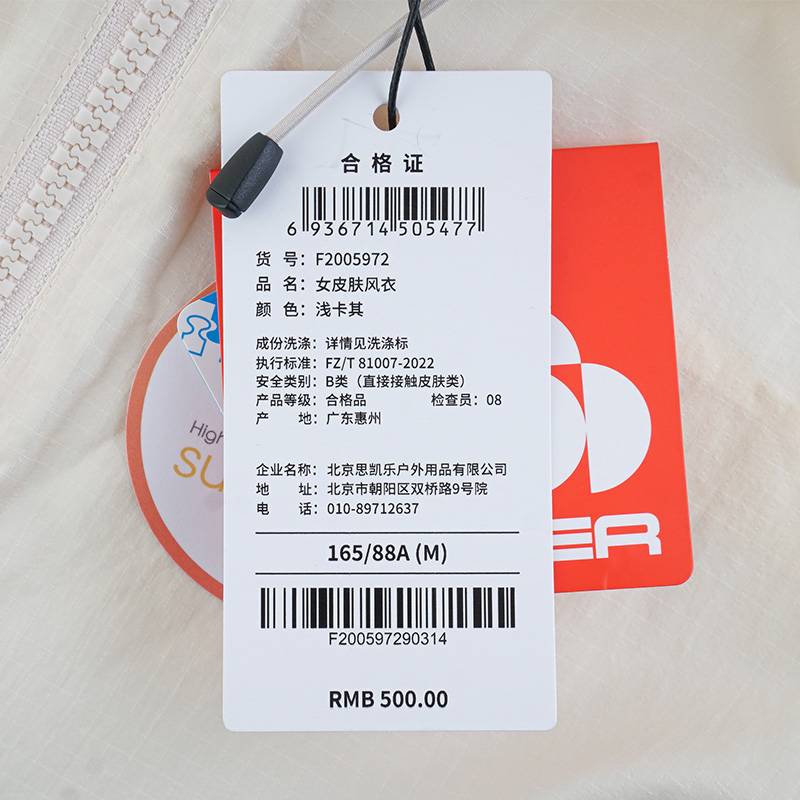 合格证
6 936714 505477
货 号：F2005972
品 名：女皮肤风衣
颜 色：浅卡其
成份洗涤：详情见洗涤标
执行标准：FZ/T 81007-2022
安全类别：B类（直接接触皮肤类）
产品等级：合格品 检查员：08
产 地：广东惠州
企业名称：北京思凯乐户外用品有限公司
地 址：北京市朝阳区双桥路9号院
电 话：010-89712637
165/88A (M)
F200597290314
RMB 500.00
High
SU
ER